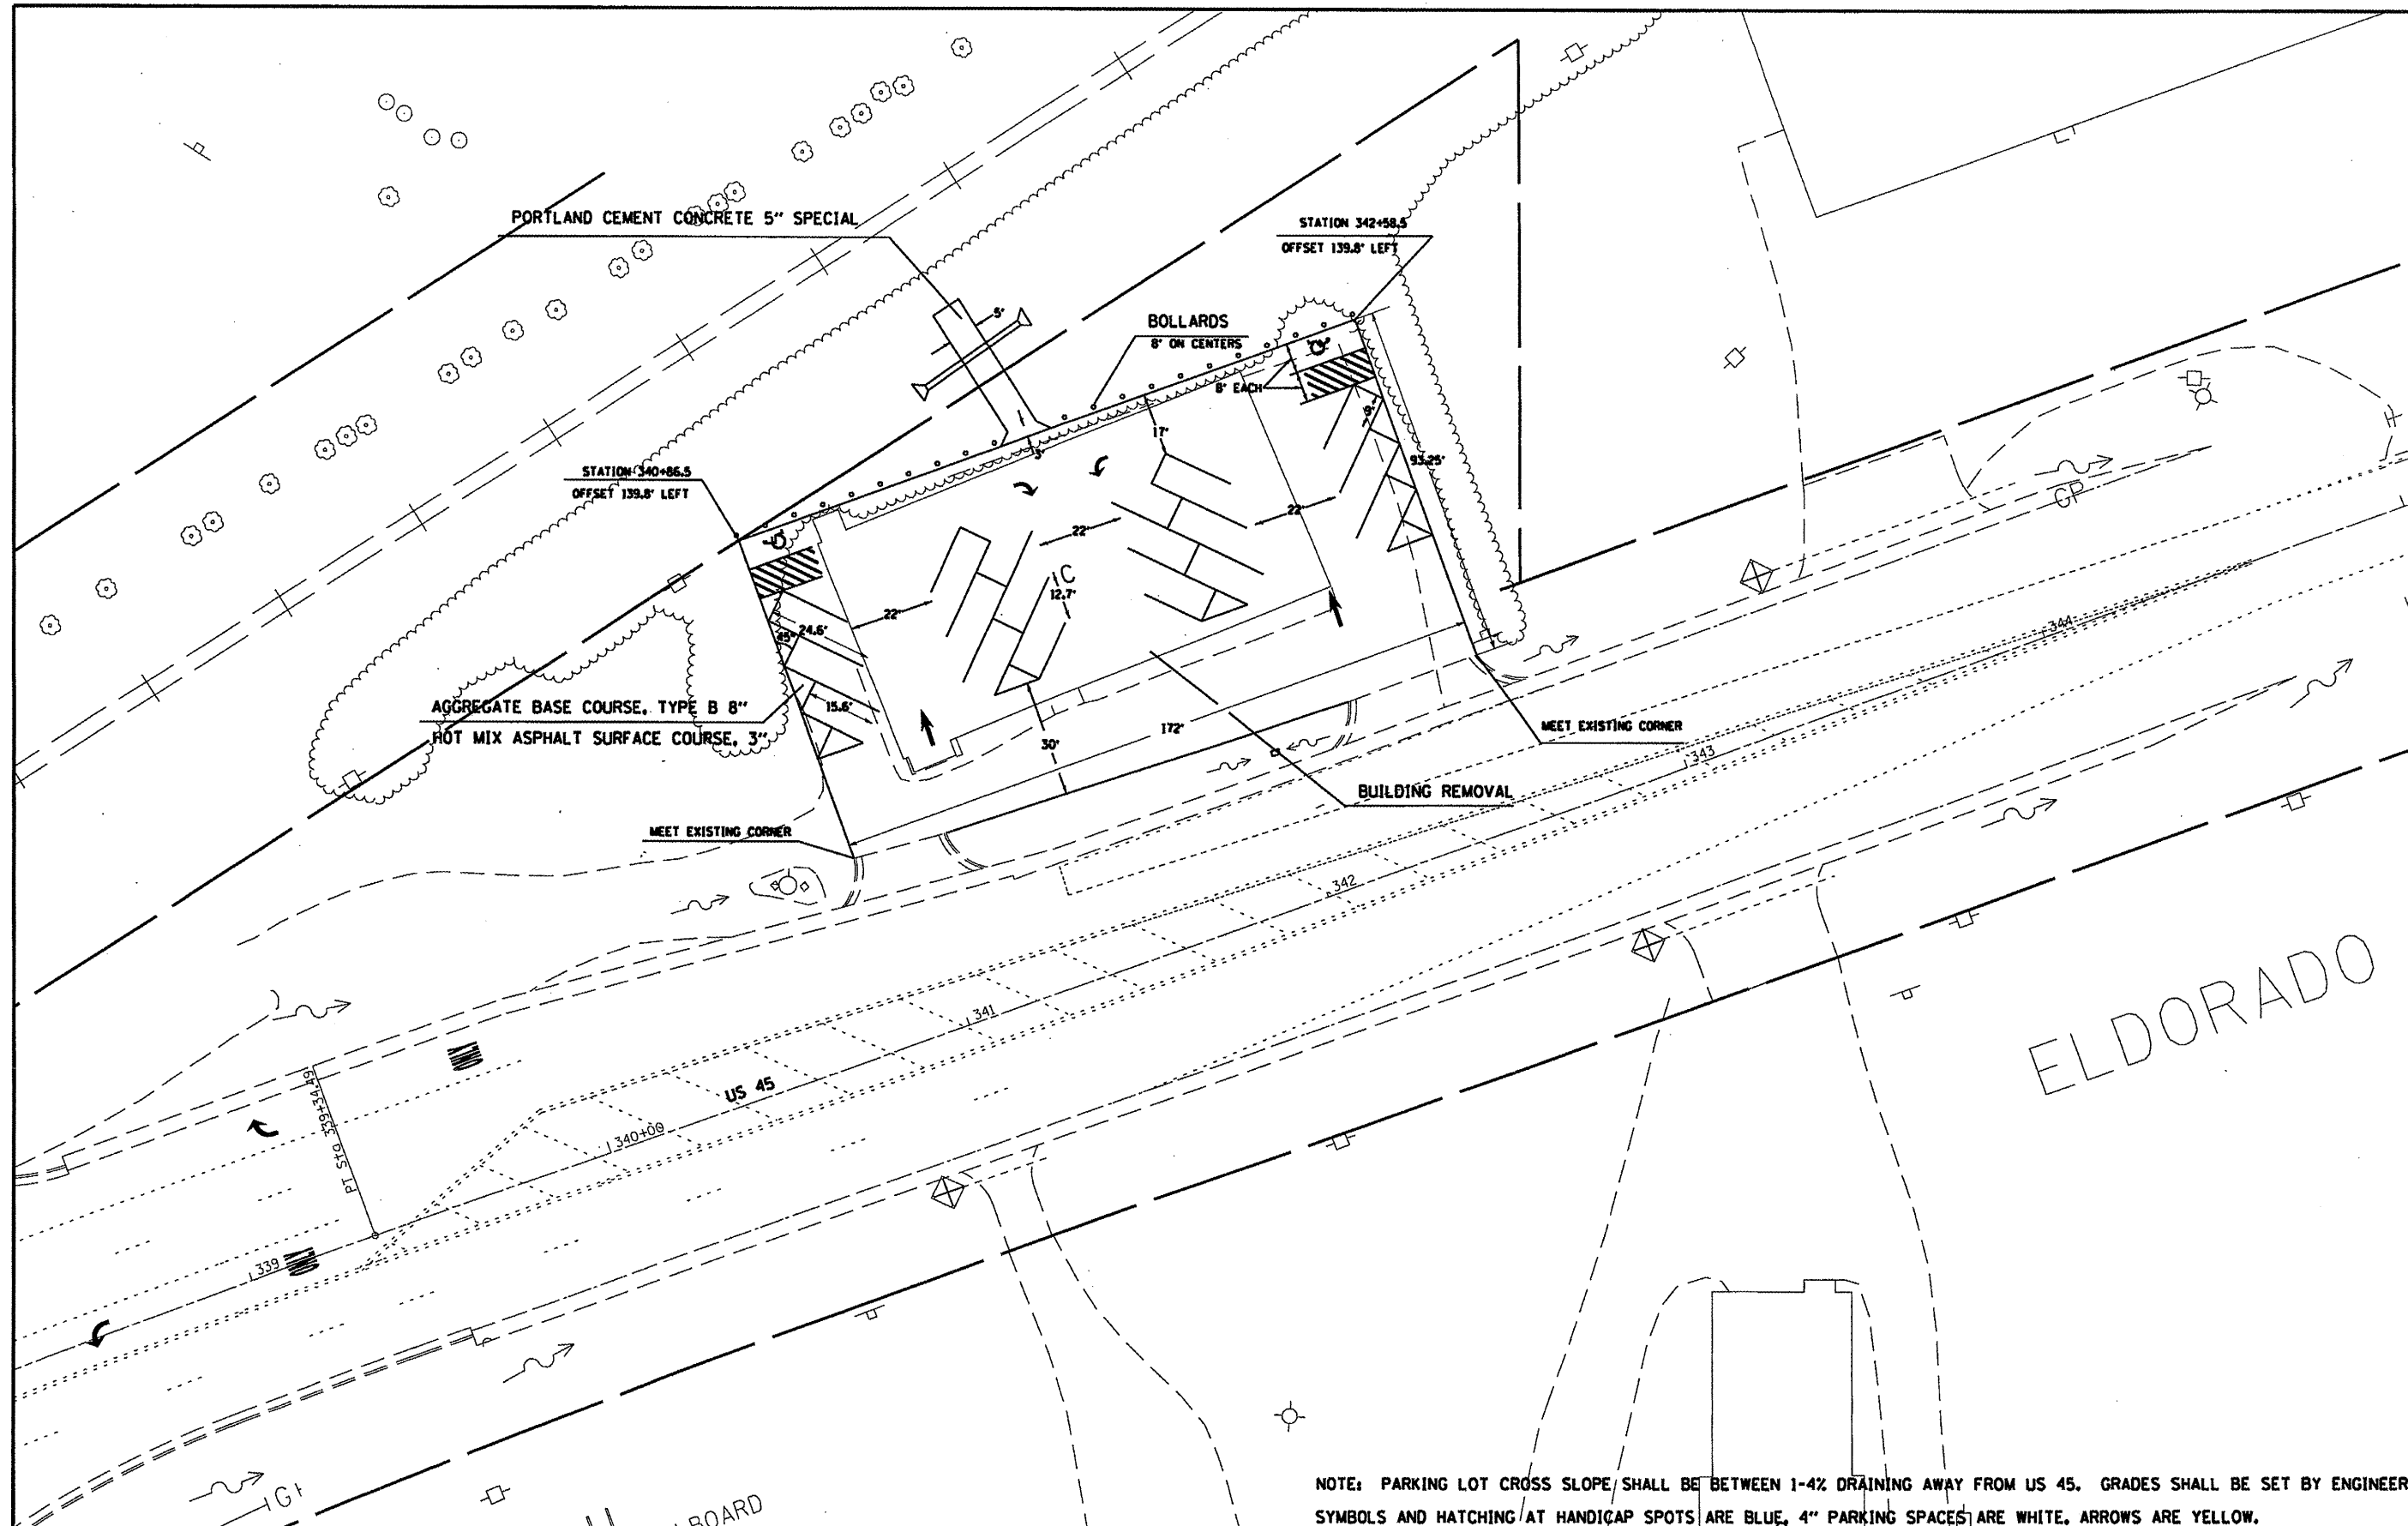 PORTLAND CEMENT CONCRETE 5" SPECIAL
STATION 342+58.5
OFFSET 139.8' LEFT
5'
BOLLARDS
8' ON CENTERS
8' EACH
9'
17'
3'
93.25'
STATION 340+86.5
OFFSET 139.8' LEFT
22'
22'
22'
1C
12.7'
45°
24.6'
15.6'
AGGREGATE BASE COURSE, TYPE B 8"
HOT MIX ASPHALT SURFACE COURSE, 3"
30'
172'
MEET EXISTING CORNER
BUILDING REMOVAL
MEET EXISTING CORNER
GP
344
343
342
341
US 45
340+00
PT Sta 339+34.49
339
ELDORADO
BOARD
NOTE: PARKING LOT CROSS SLOPE SHALL BE BETWEEN 1-4% DRAINING AWAY FROM US 45. GRADES SHALL BE SET BY ENGINEER
SYMBOLS AND HATCHING AT HANDICAP SPOTS ARE BLUE, 4" PARKING SPACES ARE WHITE, ARROWS ARE YELLOW.